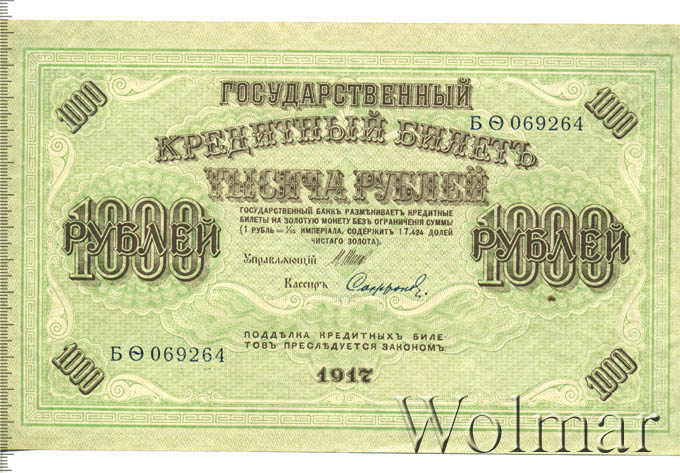 1000
ГОСУДАРСТВЕННЫЙ
1000
БѲ 069264
КРЕДИТНЫЙ БИЛЕТЪ
ТЫСЯЧА РУБЛЕЙ
1000 РУБЛЕЙ
ГОСУДАРСТВЕННЫЙ БАНКЪ РАЗМѢНИВАЕТЪ КРЕДИТНЫЕ
БИЛЕТЫ НА ЗОЛОТУЮ МОНЕТУ БЕЗЪ ОГРАНИЧЕНІЯ СУММЫ
(1 РУБЛЬ = 1/15 ИМПЕРІАЛА, СОДЕРЖИТЪ 17,424 ДОЛЕЙ
ЧИСТАГО ЗОЛОТА).
1000 РУБЛЕЙ
Управляющій
Кассиръ
ПОДДѢЛКА КРЕДИТНЫХЪ БИЛЕ-
ТОВЪ ПРЕСЛѢДУЕТСЯ ЗАКОНОМЪ.
БѲ 069264
1000
1917
1000
Wolmar